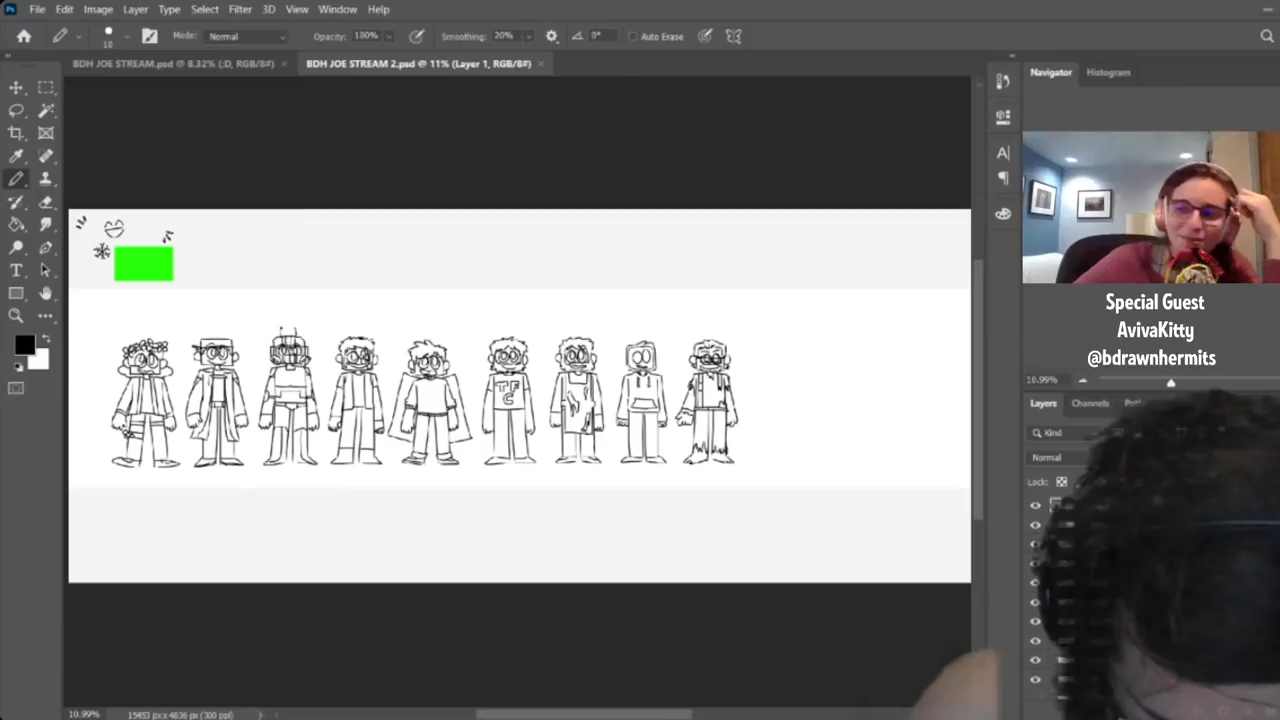 File Edit Image Layer Type Select Filter 3D View Window Help
10 Mode: Normal Opacity: 100% Smoothing: 20% 0° Auto Erase
BDH JOE STREAM.psd @ 8.32% (;D, RGB/8#) × BDH JOE STREAM 2.psd @ 11% (Layer 1, RGB/8#) ×
Navigator Histogram
Special Guest
AvivaKitty
@bdrawnhermits
10.99%
Layers Channels
Kind
Normal
Lock:
TF
C
10.99% 15453 px x 4836 px (300 ppi)